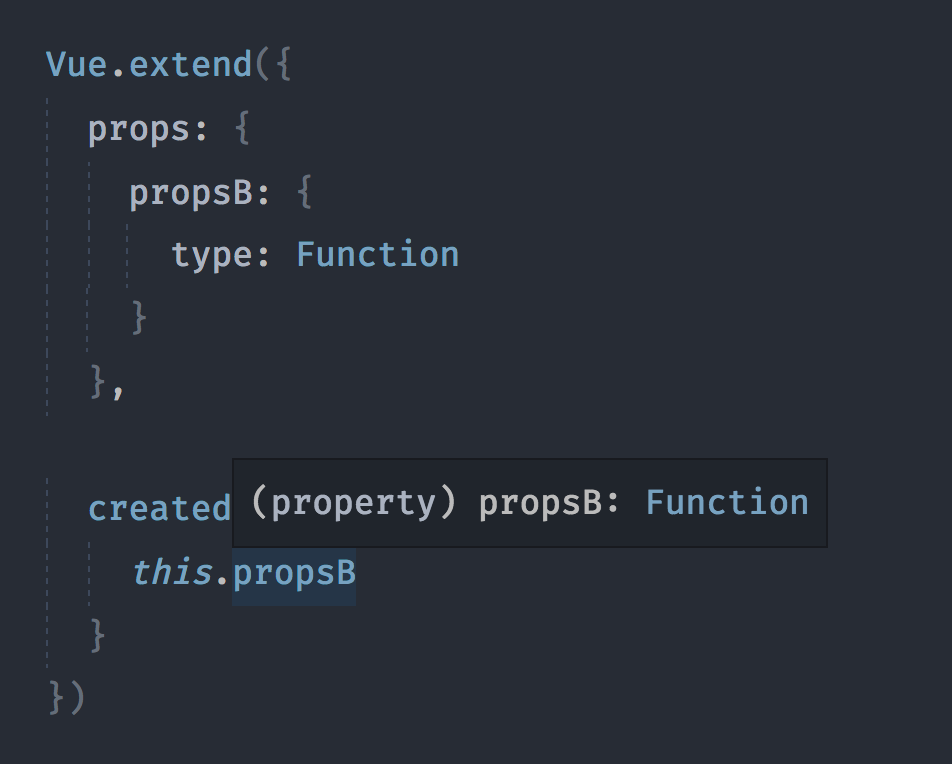 Vue.extend({
props: {
propsB: {
type: Function
}
},
(property) propsB: Function
created
this.propsB
}
})